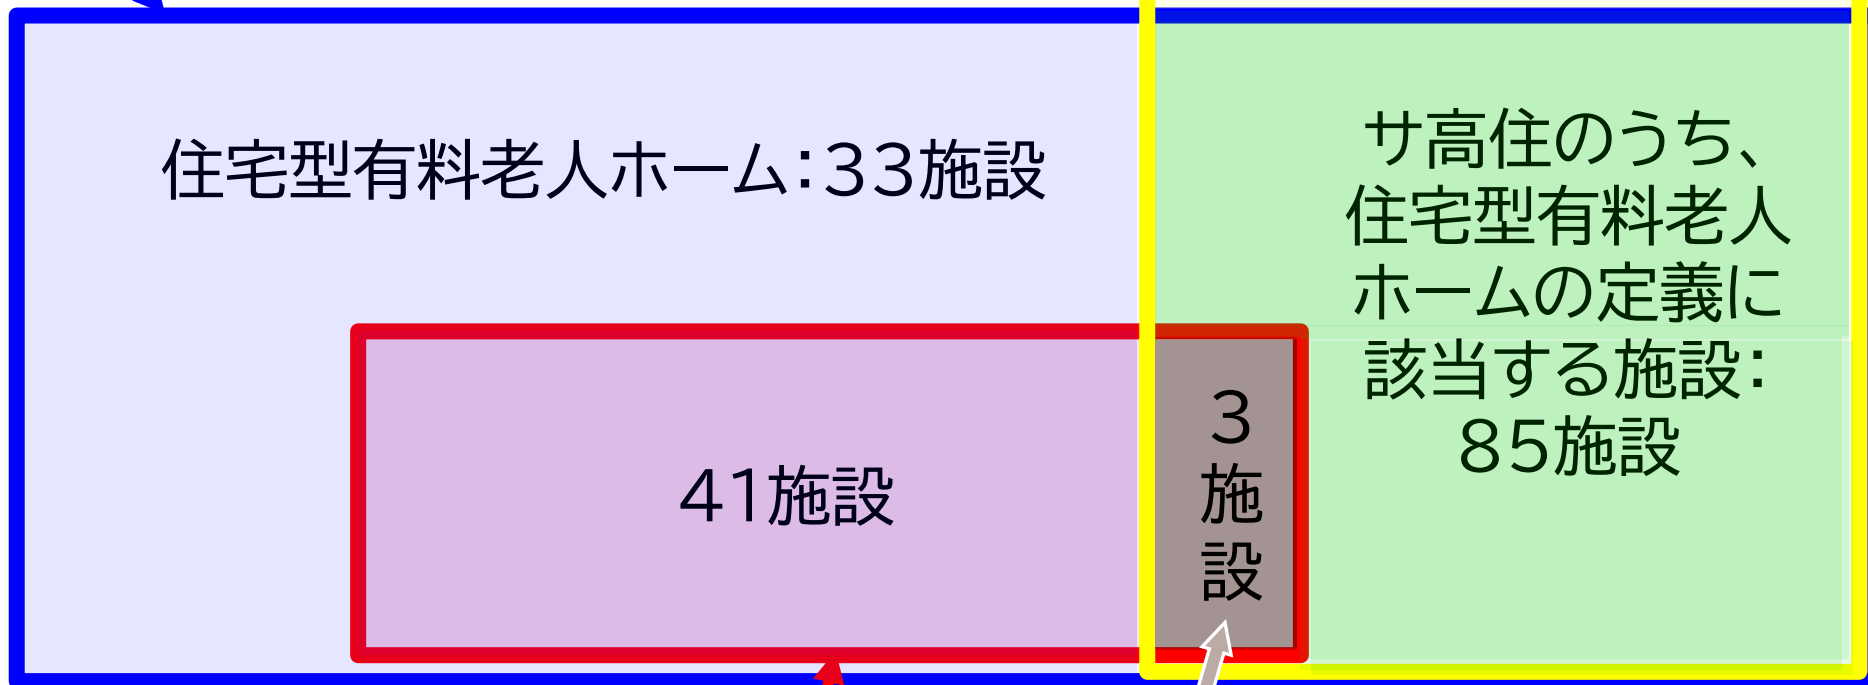 住宅型有料老人ホーム：33施設
サ高住のうち、
住宅型有料老人
ホームの定義に
該当する施設：
85施設
41施設
3
施
設